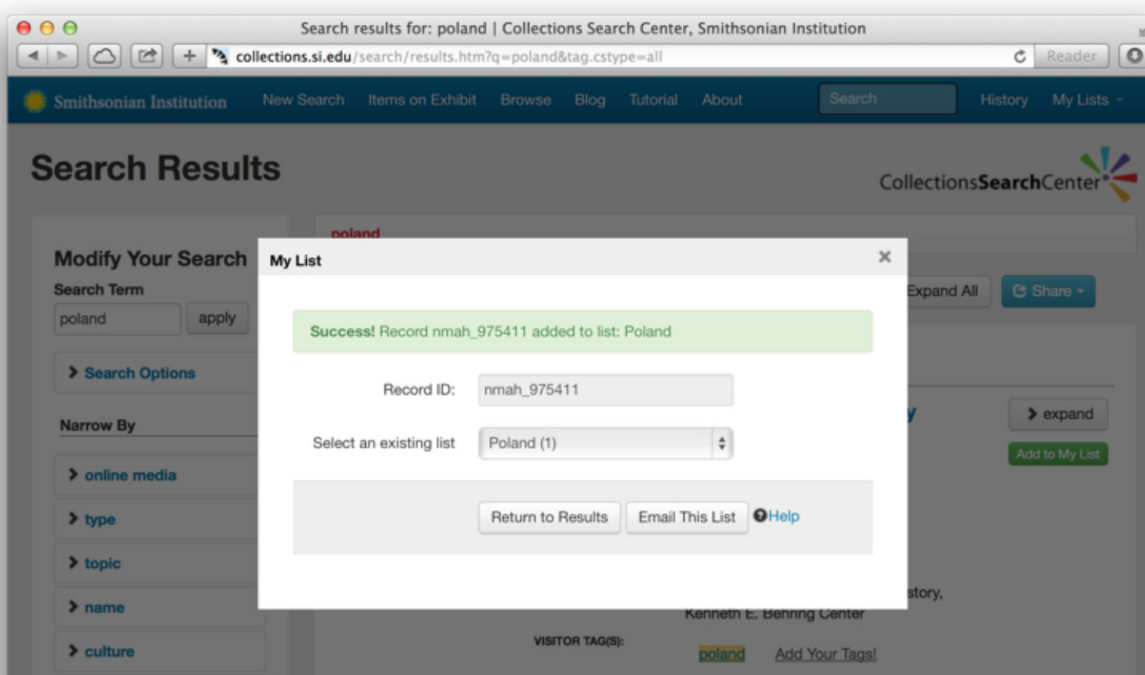 Search results for: poland | Collections Search Center, Smithsonian Institution
collections.si.edu/search/results.htm?q=poland&tag.cstype=all
Reader
Smithsonian Institution New Search Items on Exhibit Browse Blog Tutorial About Search History My Lists
Search Results
CollectionsSearchCenter
poland
Modify Your Search
Search Term
poland apply
Expand All Share
Search Options
Narrow By
online media
type
topic
name
culture
My List ×
Success! Record nmah_975411 added to list: Poland
Record ID: nmah_975411
Select an existing list Poland (1)
Return to Results Email This List Help
y
expand
Add to My List
story,
Kenneth E. Behring Center
VISITOR TAG(S):
poland Add Your Tags!